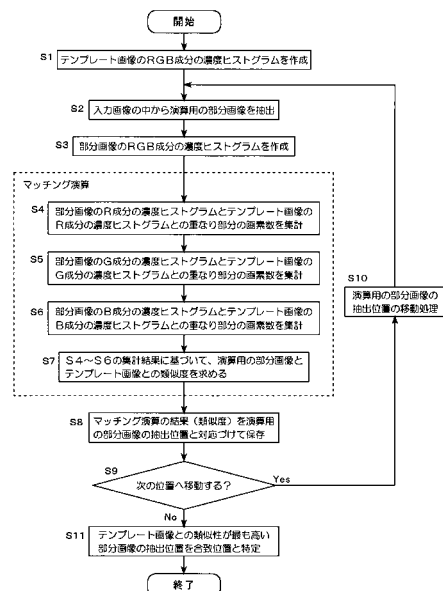 開始
S1
テンプレート画像のRGB成分の濃度ヒストグラムを作成
S2
入力画像の中から演算用の部分画像を抽出
S3
部分画像のRGB成分の濃度ヒストグラムを作成
マッチング演算
S4
部分画像のR成分の濃度ヒストグラムとテンプレート画像の
R成分の濃度ヒストグラムとの重なり部分の画素数を集計
S5
部分画像のG成分の濃度ヒストグラムとテンプレート画像の
G成分の濃度ヒストグラムとの重なり部分の画素数を集計
S6
部分画像のB成分の濃度ヒストグラムとテンプレート画像の
B成分の濃度ヒストグラムとの重なり部分の画素数を集計
S7
S4～S6の集計結果に基づいて、演算用の部分画像と
テンプレート画像との類似度を求める
S8
マッチング演算の結果（類似度）を演算用
の部分画像の抽出位置と対応づけて保存
S9
次の位置へ移動する？
Yes
No
S10
演算用の部分画像の
抽出位置の移動処理
S11
テンプレート画像との類似性が最も高い
部分画像の抽出位置を合致位置と特定
終了